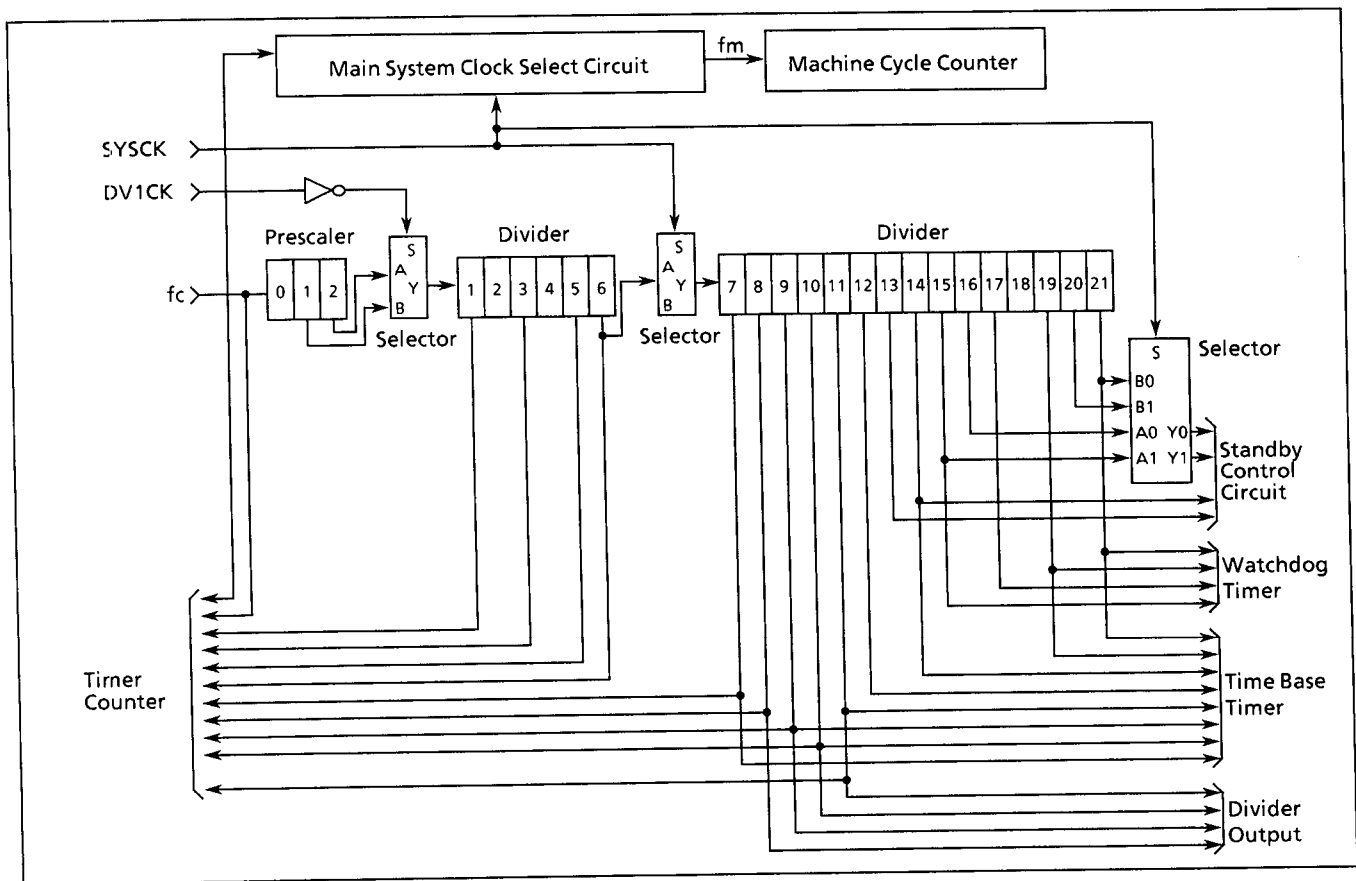 Main System Clock Select Circuit
fm
Machine Cycle Counter
SYSCK
DV1CK
Prescaler
S
A
Y
B
Selector
Divider
S
A
Y
B
Selector
Divider
fc
0 1 2
1 2 3 4 5 6
7 8 9 10 11 12 13 14 15 16 17 18 19 20 21
S
Selector
B0
B1
A0 Y0
A1 Y1
Standby
Control
Circuit
Watchdog
Timer
Timer
Counter
Time Base
Timer
Divider
Output